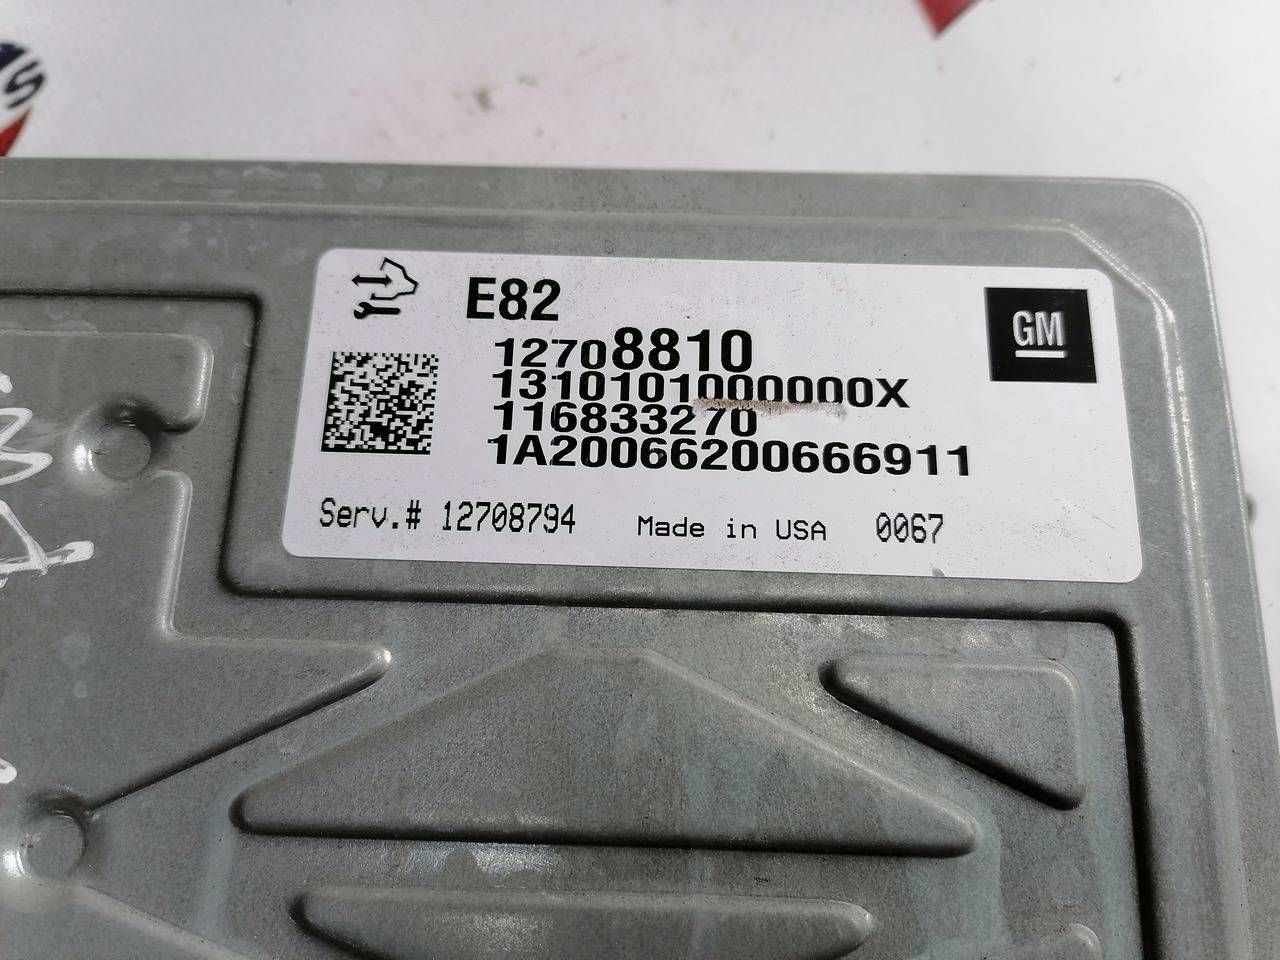 E82
GM
12708810
1310101000000X
116833270
1A20066200666911
Serv.# 12708794 Made in USA 0067